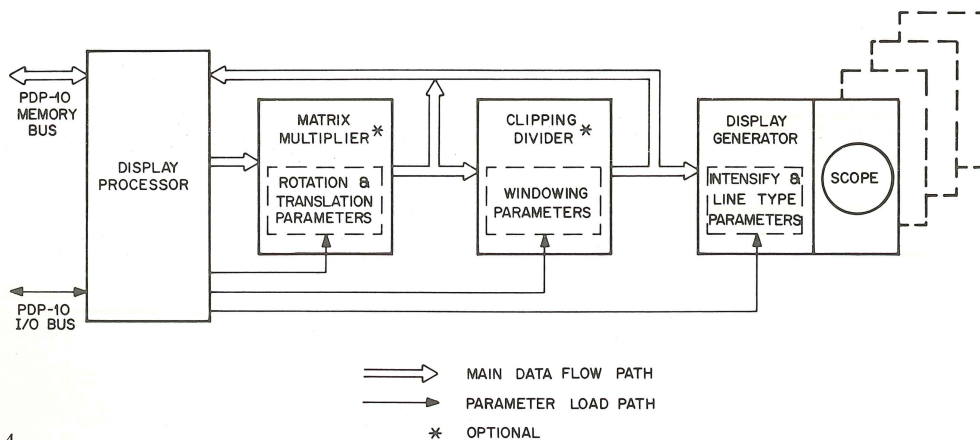 PDP-10
MEMORY
BUS
DISPLAY
PROCESSOR
PDP-10
I/O BUS
MATRIX
MULTIPLIER*
ROTATION &
TRANSLATION
PARAMETERS
CLIPPING
DIVIDER*
WINDOWING
PARAMETERS
DISPLAY
GENERATOR
INTENSIFY &
LINE TYPE
PARAMETERS
SCOPE
MAIN DATA FLOW PATH
PARAMETER LOAD PATH
* OPTIONAL
4